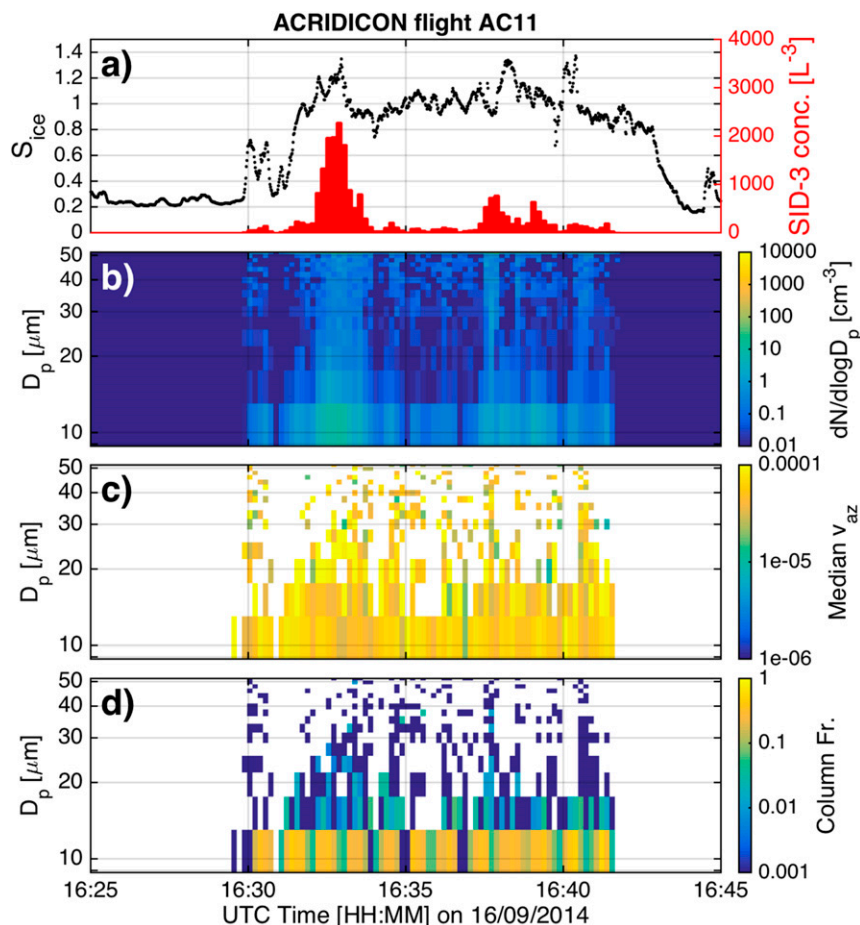 ACRIDICON flight AC11
a)
1.4
1.2
1
0.8
0.6
0.4
0.2
0
S_ice
4000
3000
2000
1000
0
SID-3 conc. [L^-3]
b)
50
40
30
20
10
D_p [μm]
10000
1000
100
10
1
0.1
0.01
dN/dlogD_p [cm^-3]
c)
50
40
30
20
10
D_p [μm]
0.0001
1e-05
1e-06
Median v_az
d)
50
40
30
20
10
D_p [μm]
1
0.1
0.01
0.001
Column Fr.
16:25 16:30 16:35 16:40 16:45
UTC Time [HH:MM] on 16/09/2014